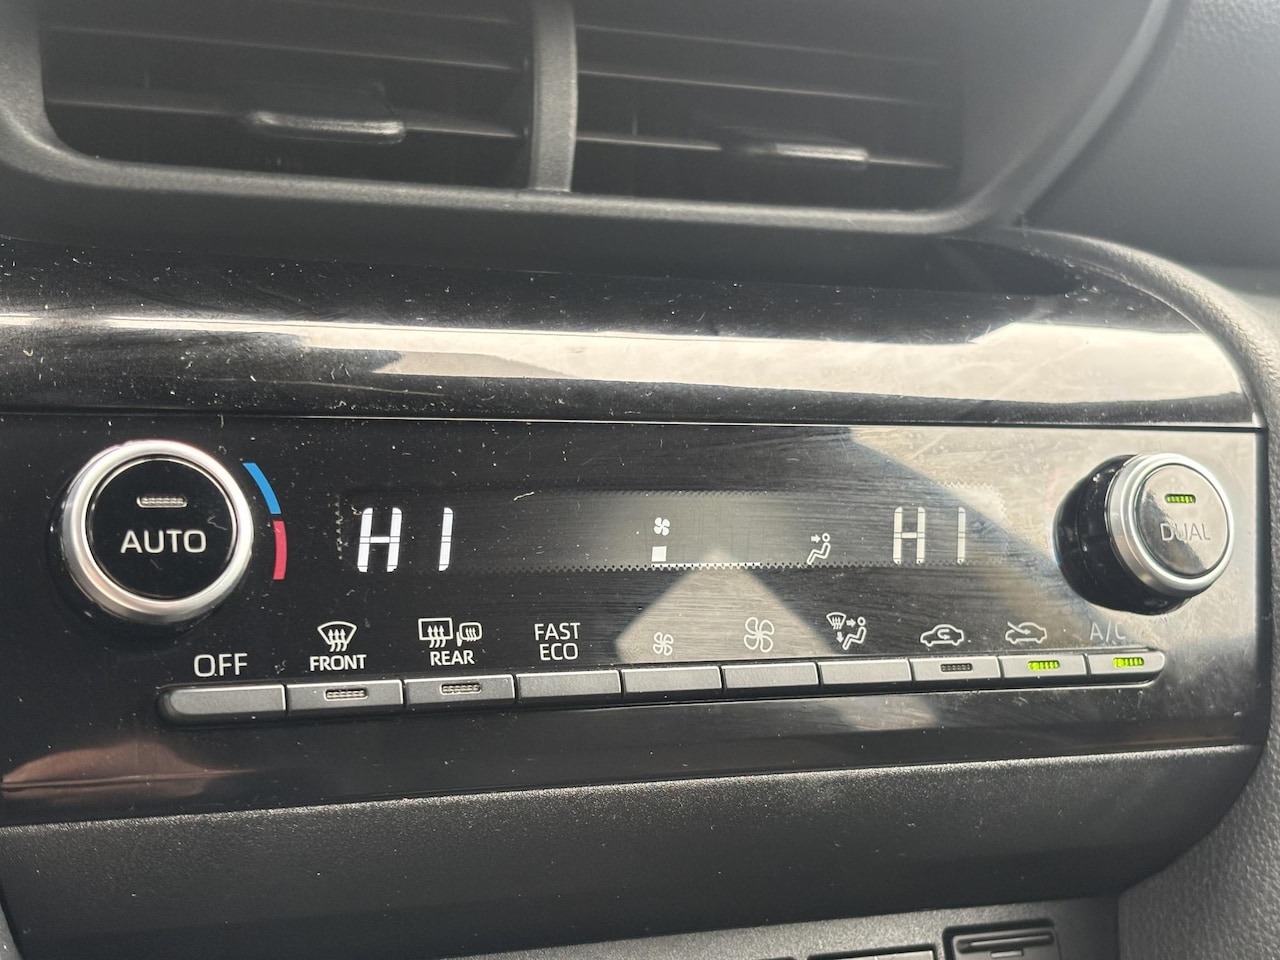 AUTO
HI
HI
DUAL
OFF
FRONT
REAR
FAST
ECO
A/C